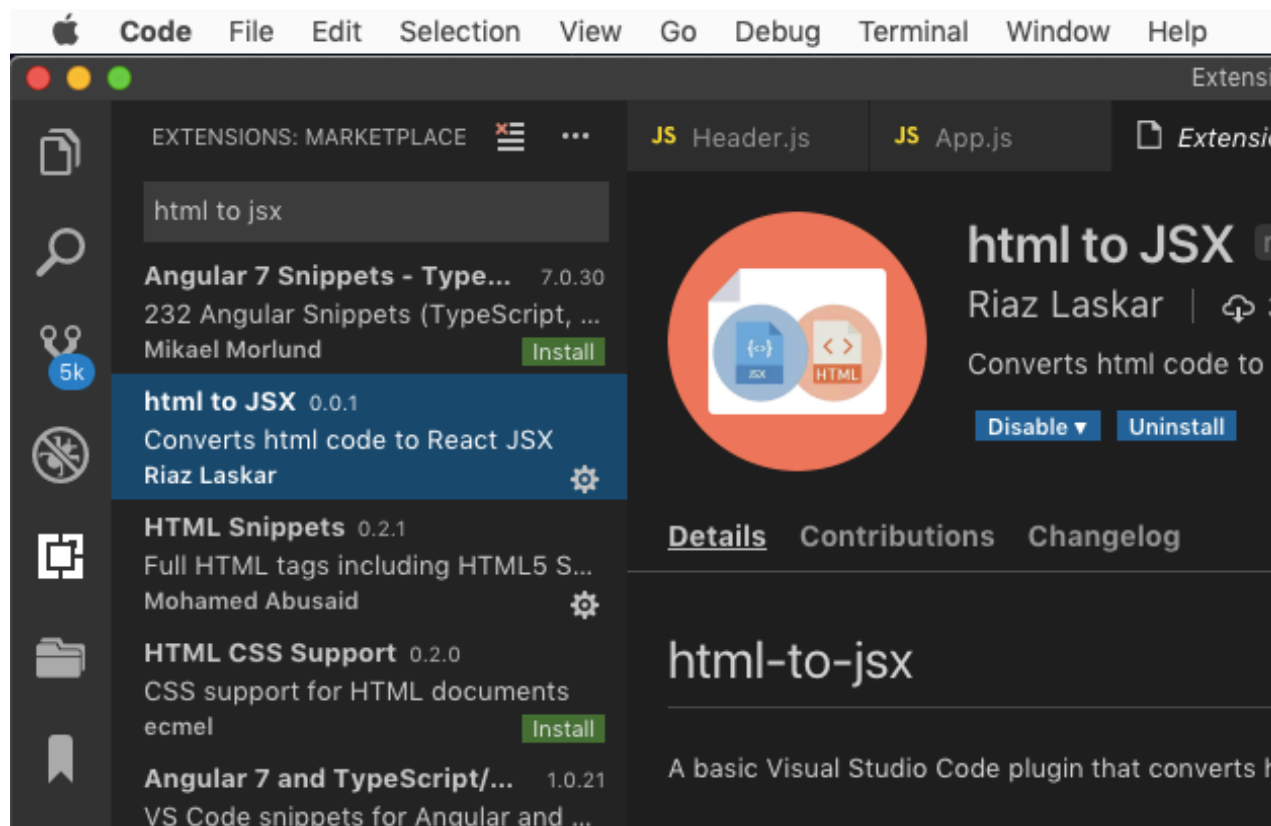 Code File Edit Selection View Go Debug Terminal Window Help
EXTENSIONS: MARKETPLACE
JS Header.js
JS App.js
html to jsx
Angular 7 Snippets - Type... 7.0.30
232 Angular Snippets (TypeScript, ...
Mikael Morlund
Install
5k
html to JSX 0.0.1
Converts html code to React JSX
Riaz Laskar
HTML Snippets 0.2.1
Full HTML tags including HTML5 S...
Mohamed Abusaid
HTML CSS Support 0.2.0
CSS support for HTML documents
ecmel
Install
Angular 7 and TypeScript/... 1.0.21
VS Code snippets for Angular and ...
JSX
HTML
html to JSX
Riaz Laskar
Converts html code to
Disable
Uninstall
Details Contributions Changelog
html-to-jsx
A basic Visual Studio Code plugin that converts